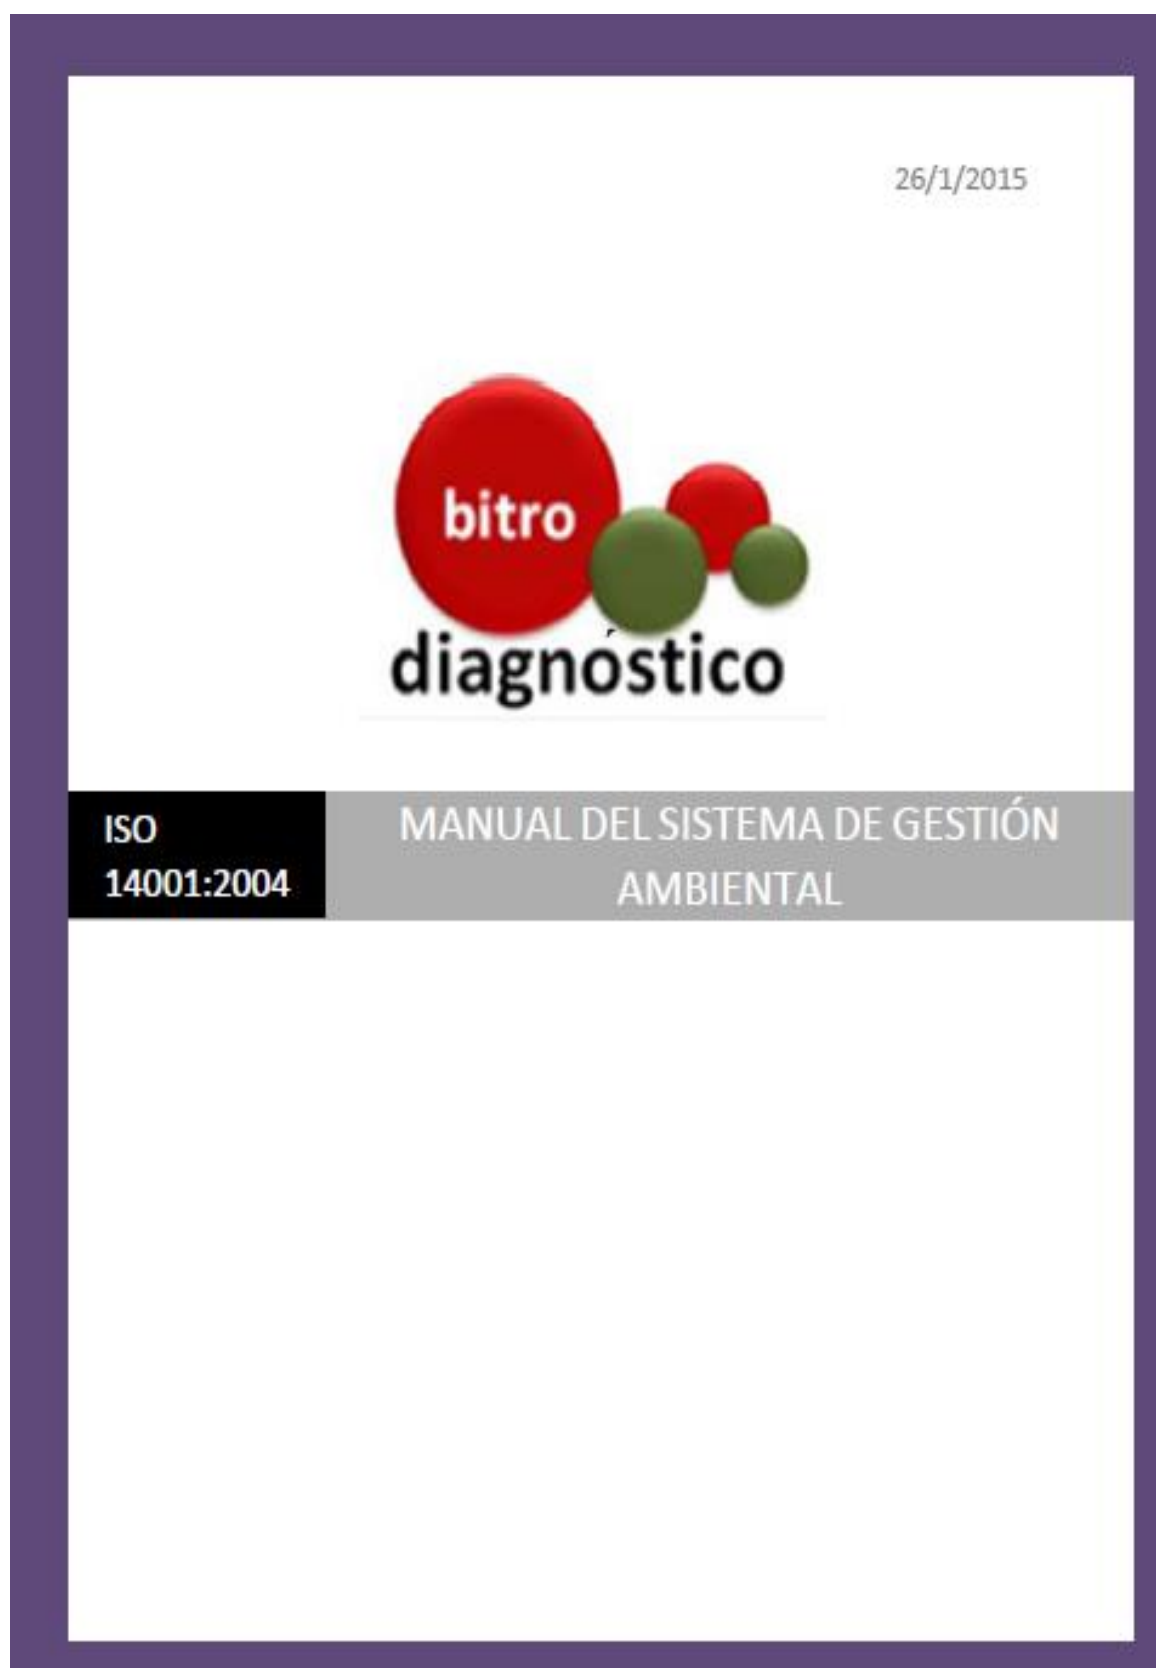 26/1/2015
bitro
diagnóstico
ISO
14001:2004
MANUAL DEL SISTEMA DE GESTIÓN
AMBIENTAL